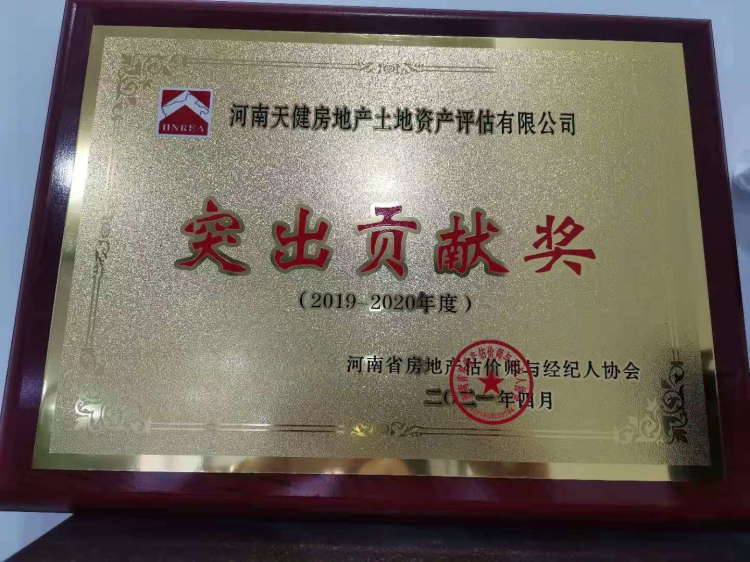 HNREA
河南天健房地产土地资产评估有限公司
突出贡献奖
（2019-2020年度）
河南省房地产估价师与经纪人协会
二〇二一年四月